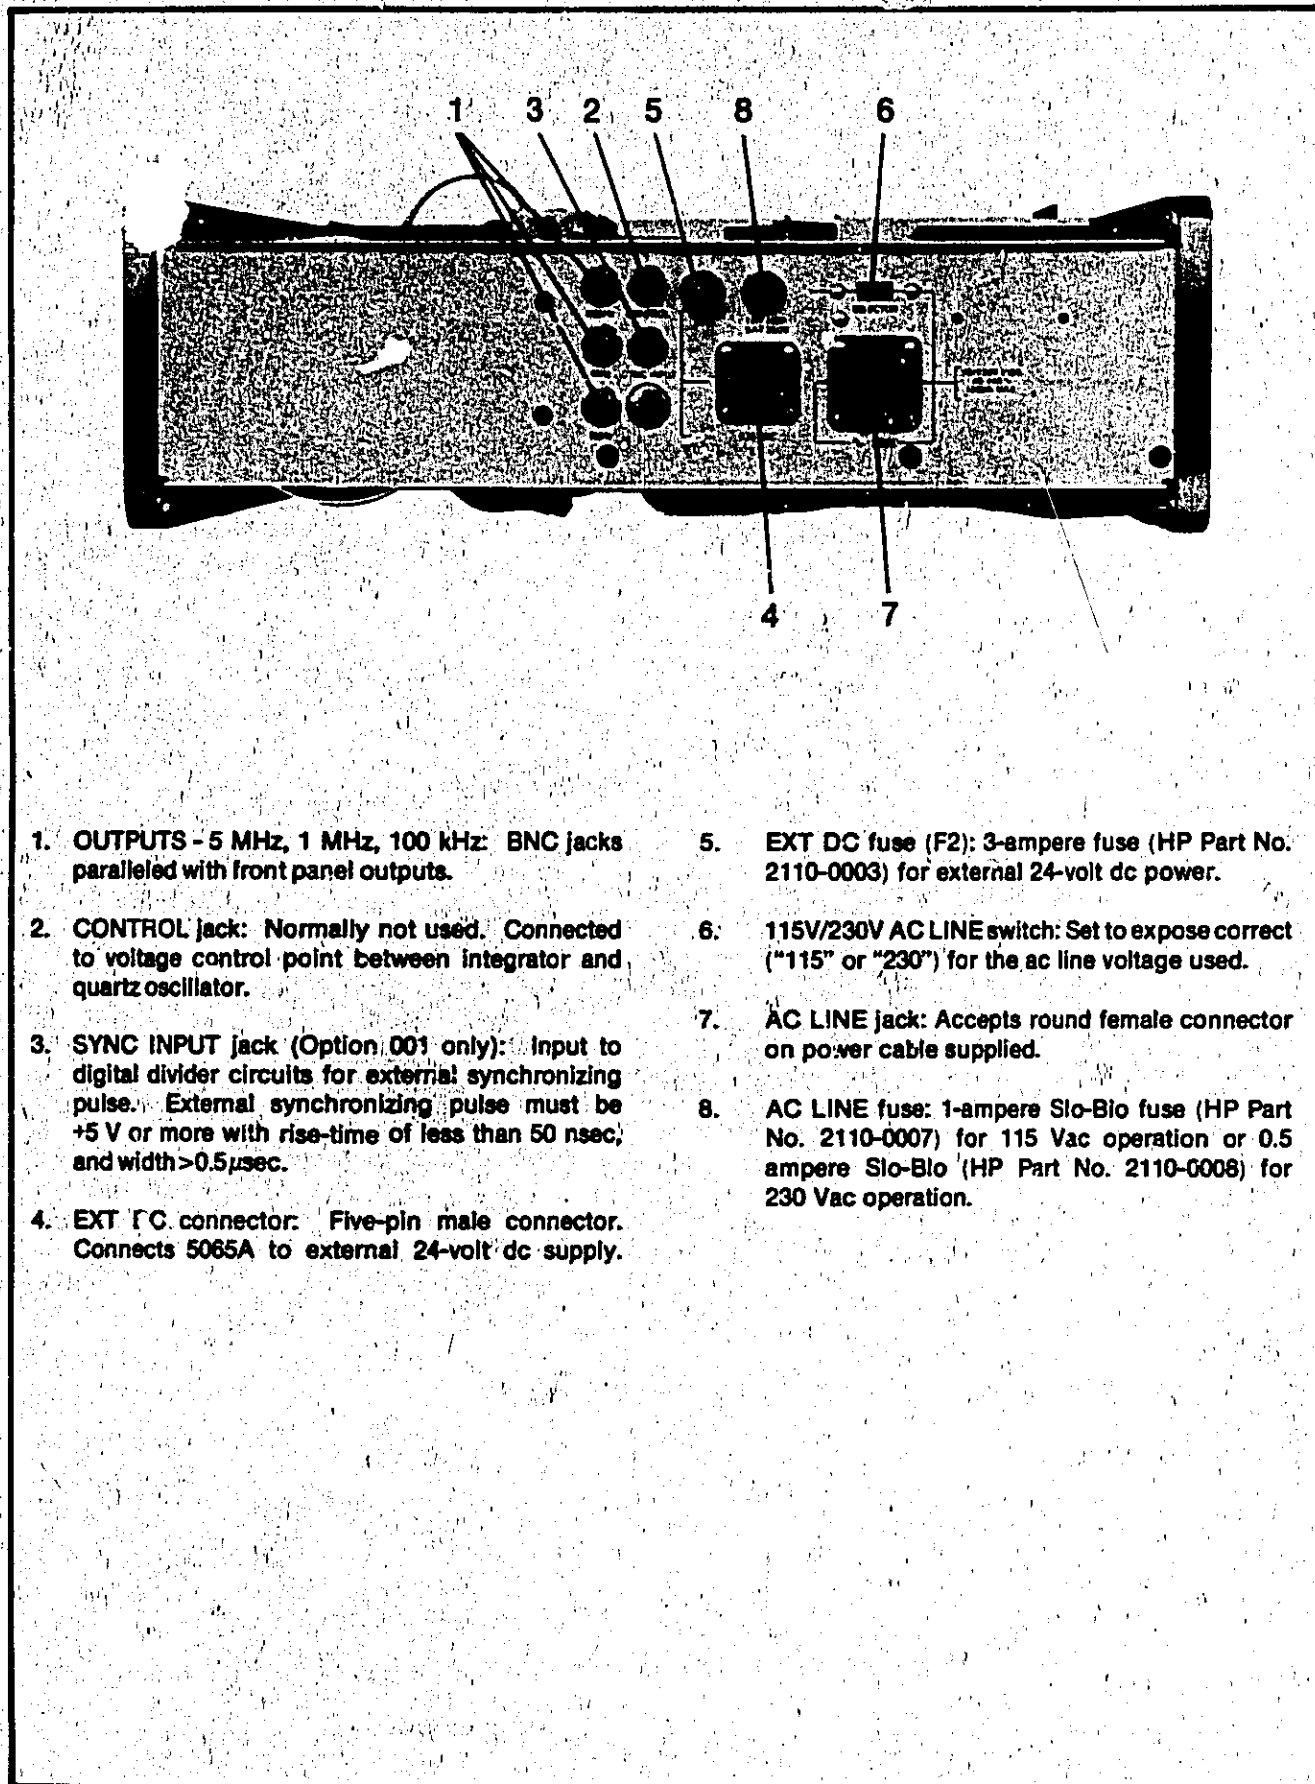 1 3 2 5 8 6
4 7
1. OUTPUTS - 5 MHz, 1 MHz, 100 kHz: BNC jacks
paralleled with front panel outputs.
2. CONTROL jack: Normally not used. Connected
to voltage control point between integrator and
quartz oscillator.
3. SYNC INPUT jack (Option 001 only): Input to
digital divider circuits for external synchronizing
pulse. External synchronizing pulse must be
+5 V or more with rise-time of less than 50 nsec,
and width >0.5 µsec.
4. EXT DC connector: Five-pin male connector.
Connects 5065A to external 24-volt dc supply.
5. EXT DC fuse (F2): 3-ampere fuse (HP Part No.
2110-0003) for external 24-volt dc power.
6. 115V/230V AC LINE switch: Set to expose correct
("115" or "230") for the ac line voltage used.
7. AC LINE jack: Accepts round female connector
on power cable supplied.
8. AC LINE fuse: 1-ampere Slo-Blo fuse (HP Part
No. 2110-0007) for 115 Vac operation or 0.5
ampere Slo-Blo (HP Part No. 2110-0008) for
230 Vac operation.